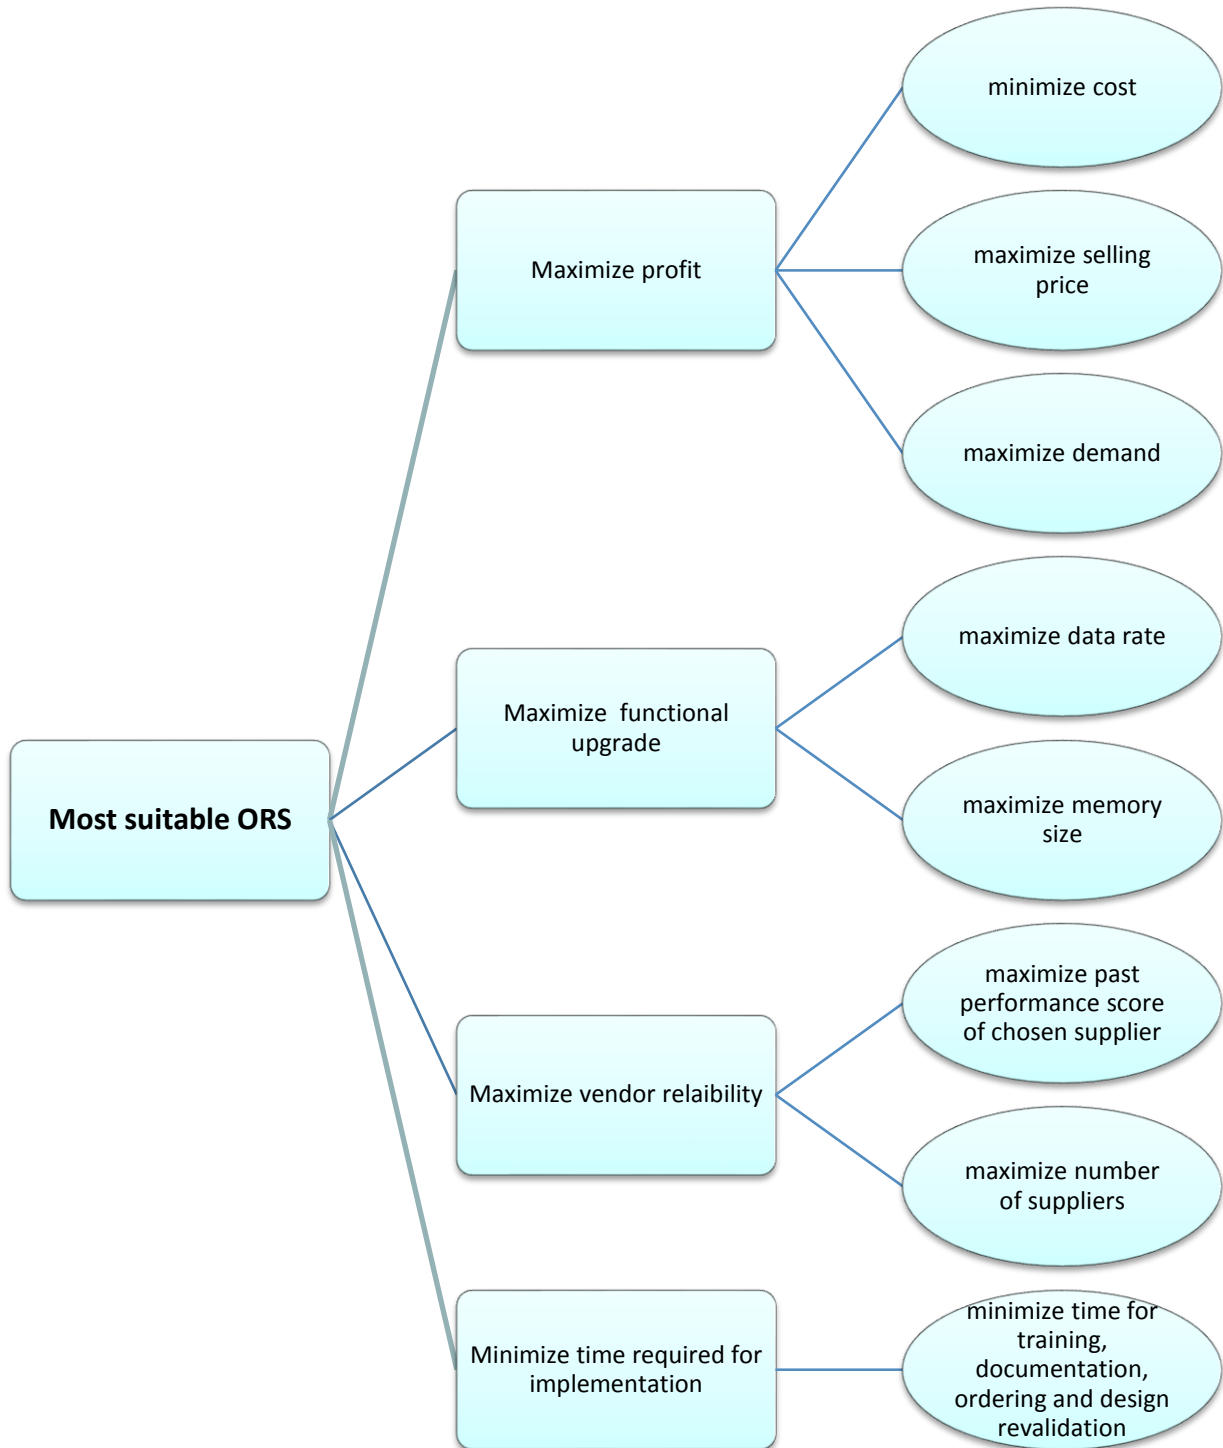 minimize cost
maximize selling
price
Maximize profit
maximize demand
maximize data rate
Maximize  functional
upgrade
Most suitable ORS
maximize memory
size
maximize past
performance score
of chosen supplier
Maximize vendor relaibility
maximize number
of suppliers
Minimize time required for
implementation
minimize time for
training,
documentation,
ordering and design
revalidation